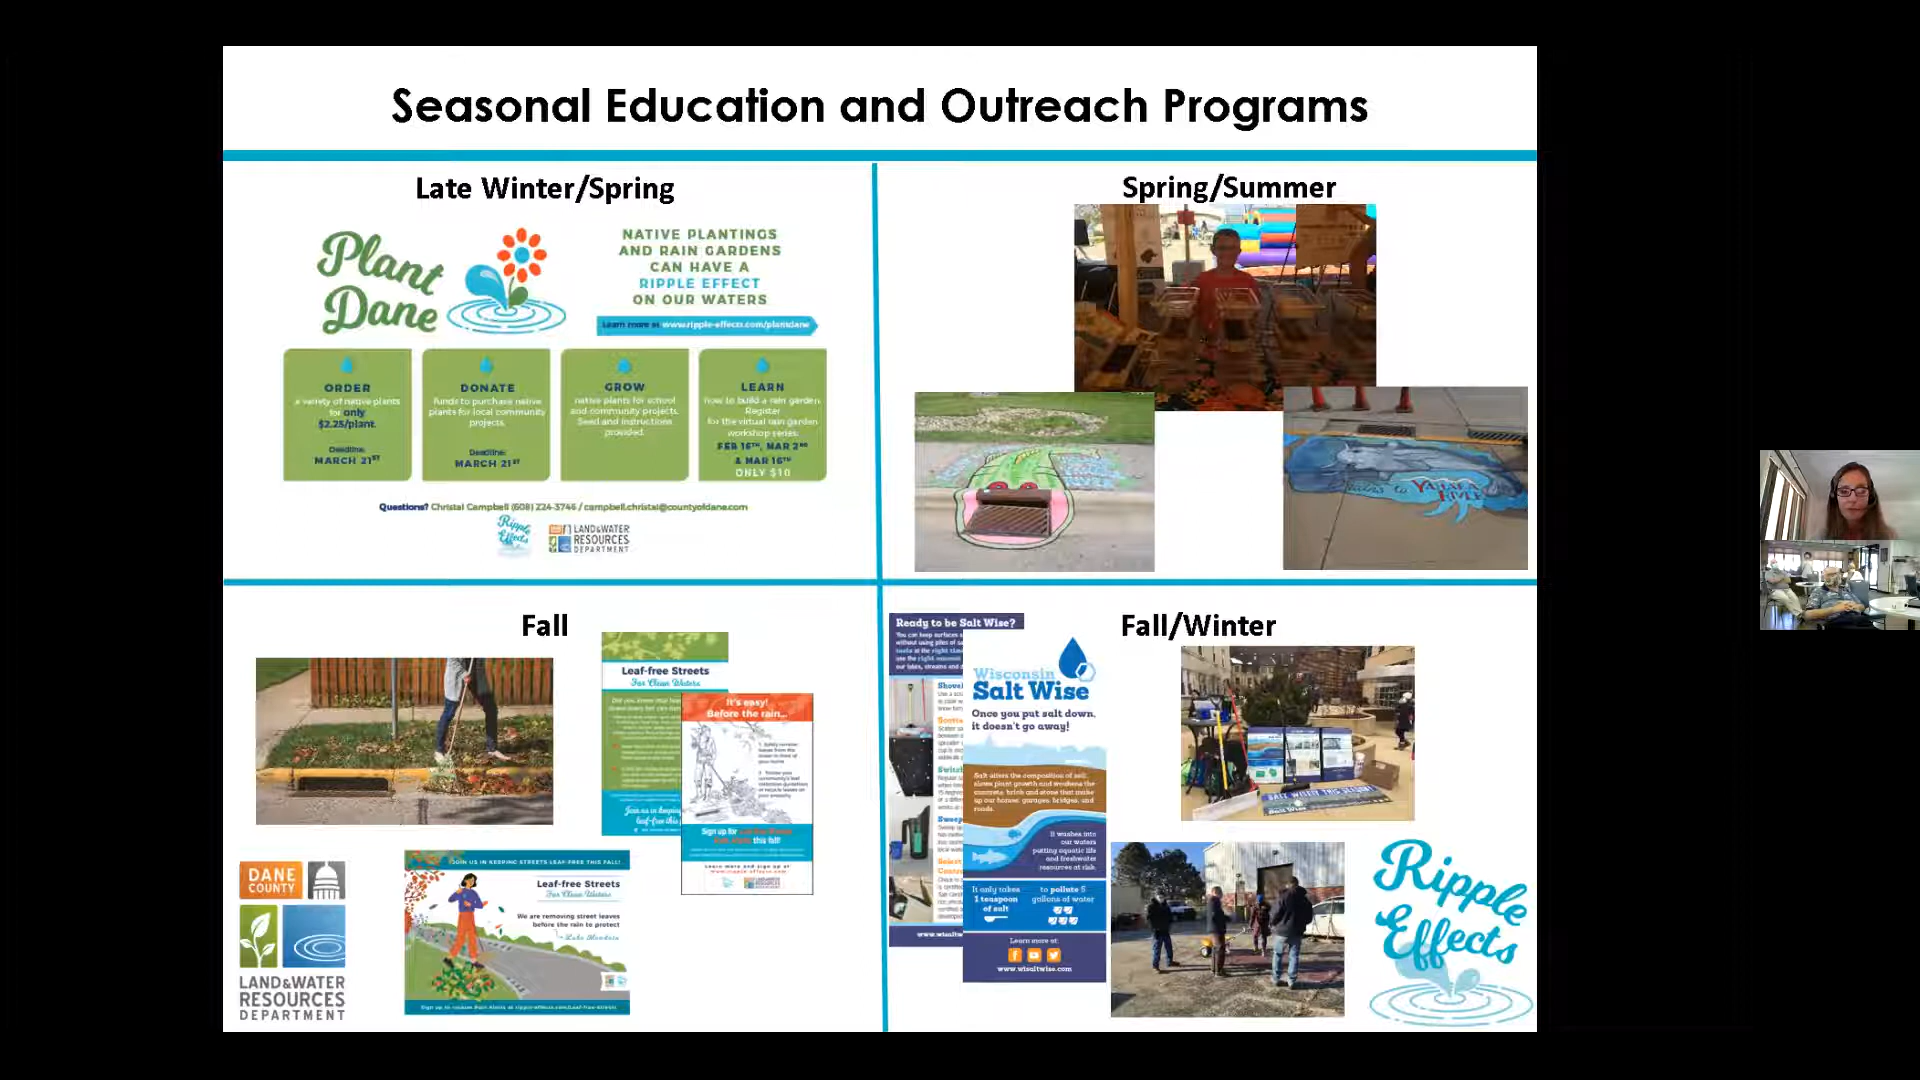 Seasonal Education and Outreach Programs
Late Winter/Spring
Plant
Dane
NATIVE PLANTINGS
AND RAIN GARDENS
CAN HAVE A
RIPPLE EFFECT
ON OUR WATERS
Learn more at www.ripple-effects.com/plantdane
ORDER
a variety of native plants
for only
$2.25/plant.
Deadline:
MARCH 21ST
DONATE
funds to purchase native
plants for local community
projects.
Deadline:
MARCH 21ST
GROW
native plants for school
and community projects.
Seed and instructions
provided.
LEARN
how to build a rain garden.
Register
for the virtual rain garden
workshop series.
FEB 16TH, MAR 2ND
& MAR 16TH
ONLY $10
Questions? Christal Campbell (608) 224-3746 / campbell.christal@countyofdane.com
Ripple
Effects
LAND&WATER
RESOURCES
DEPARTMENT
Spring/Summer
to YAHARA
RIVER
Fall
Leaf-free Streets
For Clean Waters
It's easy!
Before the rain...
Sign up for
this fall!
Learn more and sign up at
www.ripple-effects.com
JOIN US IN KEEPING STREETS LEAF-FREE THIS FALL!
Leaf-free Streets
For Clean Waters
We are removing street leaves
before the rain to protect
Sign up to receive Rain Alerts at ripple-effects.com/Leaf-free-Streets
DANE
COUNTY
LAND&WATER
RESOURCES
DEPARTMENT
Fall/Winter
Ready to be Salt Wise?
You can keep surfaces
without using piles of
Wisconsin
Salt Wise
Once you put salt down,
it doesn't go away!
Salt alters the composition of soil,
slows plant growth and weakens the
concrete, brick and stone that make
up our homes, garages, bridges, and
roads.
It washes into
our waters
putting aquatic life
and freshwater
resources at risk.
It only takes
1 teaspoon
of salt
to pollute 5
gallons of water
Learn more at:
www.wisaltwise.com
Ripple
Effects